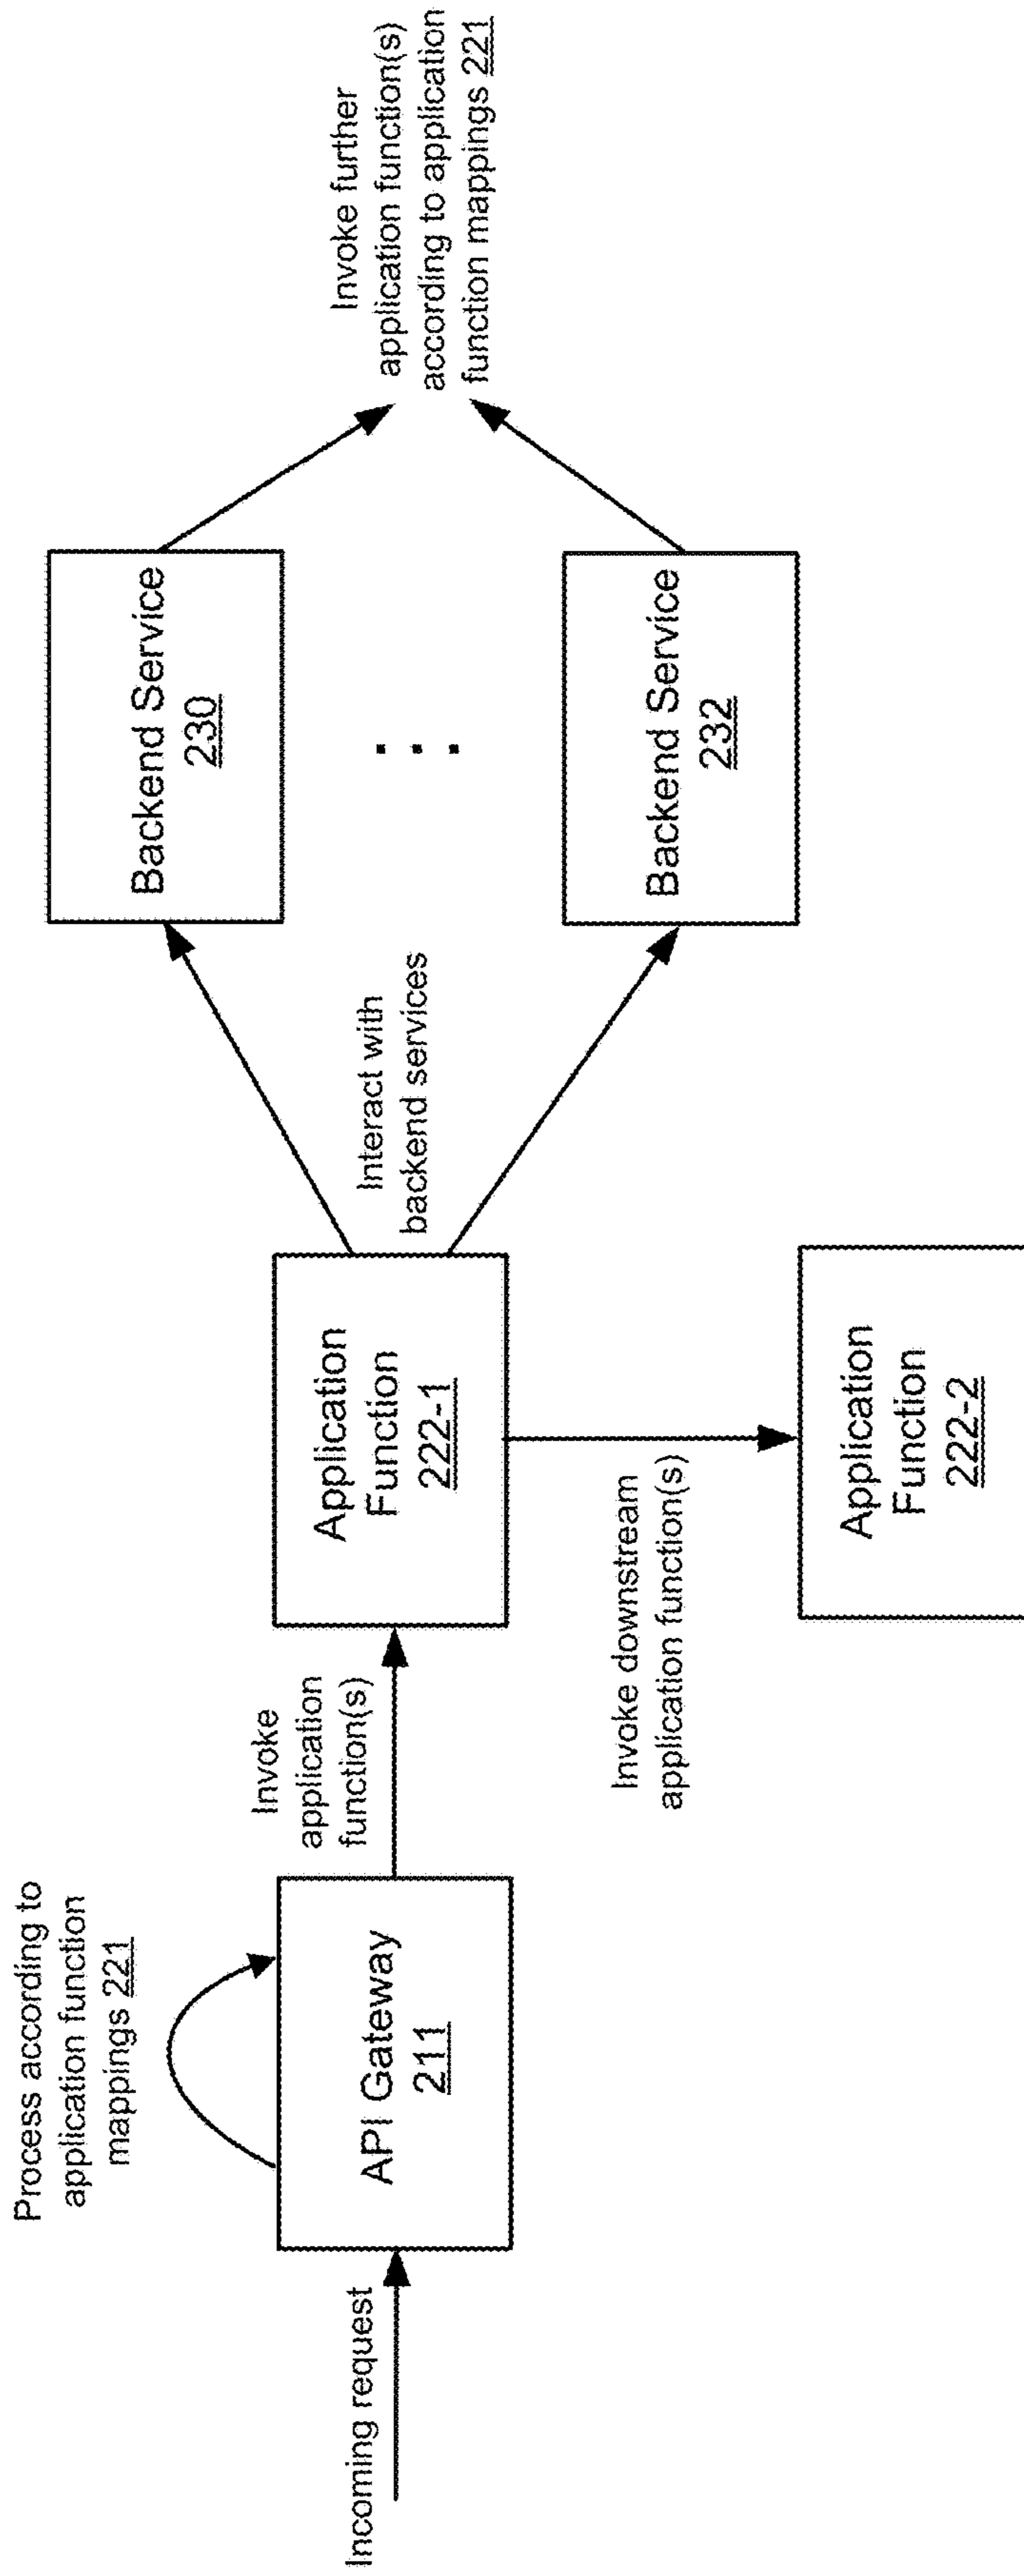 Incoming request
Process according to
application function
mappings 221
API Gateway
211
Invoke
application
function(s)
Application
Function
222-1
Invoke downstream
application function(s)
Application
Function
222-2
Interact with
backend services
Backend Service
230
Backend Service
232
Invoke further
application function(s)
according to application
function mappings 221